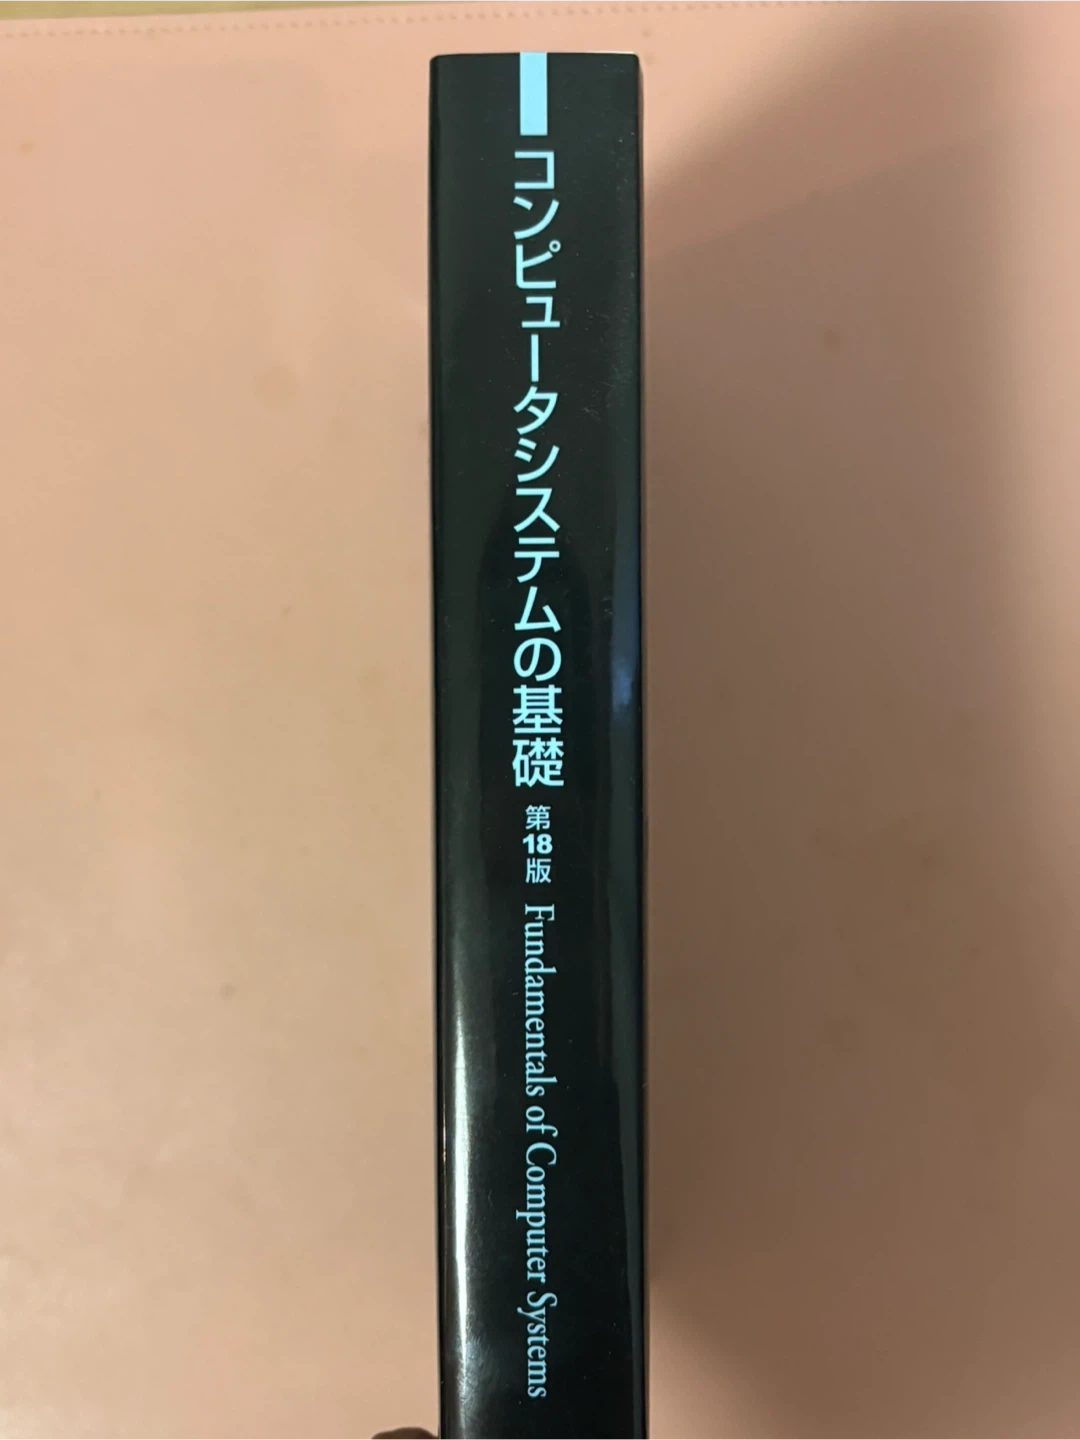 コンピュータシステムの基礎
第18版
Fundamentals of Computer Systems